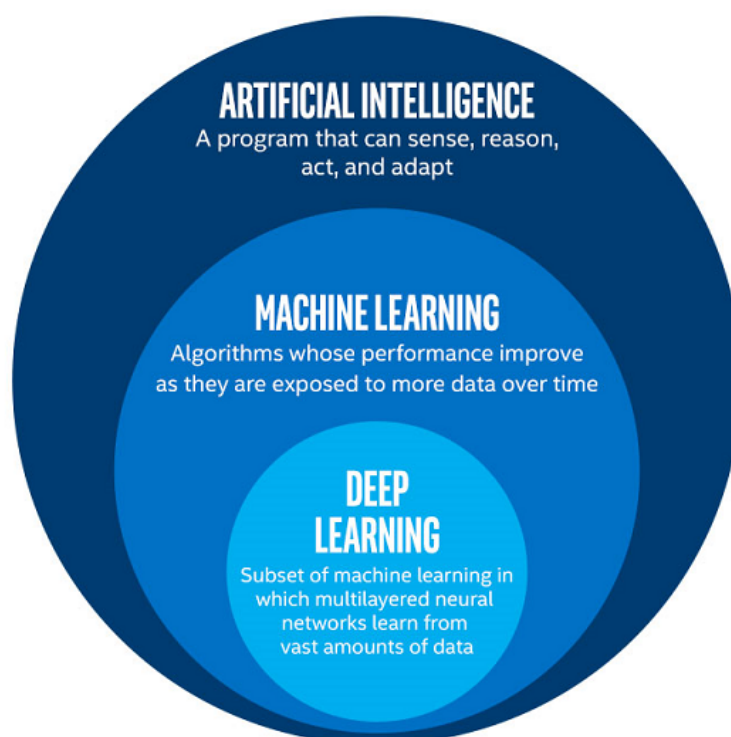 ARTIFICIAL INTELLIGENCE
A program that can sense, reason,
act, and adapt
MACHINE LEARNING
Algorithms whose performance improve
as they are exposed to more data over time
DEEP
LEARNING
Subset of machine learning in
which multilayered neural
networks learn from
vast amounts of data